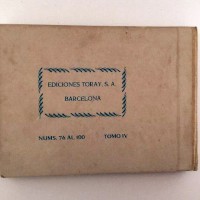 EDICIONES TORAY, S. A.
BARCELONA
NUMS. 76 AL 100 TOMO IV